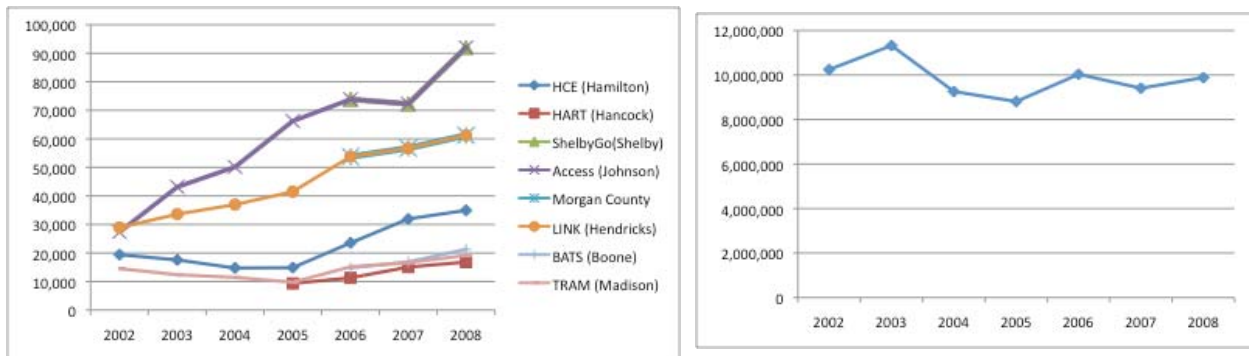 100,000
90,000
80,000
70,000
60,000
50,000
40,000
30,000
20,000
10,000
0
2002 2003 2004 2005 2006 2007 2008
HCE (Hamilton)
HART (Hancock)
ShelbyGo(Shelby)
Access (Johnson)
Morgan County
LINK (Hendricks)
BATS (Boone)
TRAM (Madison)
12,000,000
10,000,000
8,000,000
6,000,000
4,000,000
2,000,000
0
2002 2003 2004 2005 2006 2007 2008